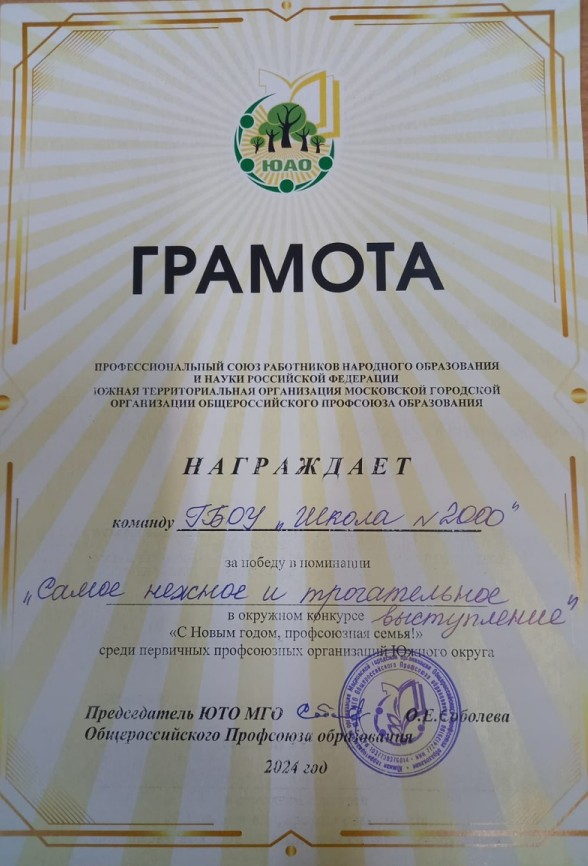 ЮАО
ГРАМОТА
ПРОФЕССИОНАЛЬНЫЙ СОЮЗ РАБОТНИКОВ НАРОДНОГО ОБРАЗОВАНИЯ
И НАУКИ РОССИЙСКОЙ ФЕДЕРАЦИИ
ЮЖНАЯ ТЕРРИТОРИАЛЬНАЯ ОРГАНИЗАЦИЯ МОСКОВСКОЙ ГОРОДСКОЙ
ОРГАНИЗАЦИИ ОБЩЕРОССИЙСКОГО ПРОФСОЮЗА ОБРАЗОВАНИЯ
НАГРАЖДАЕТ
команду ГБОУ „Школа №2000"
за победу в номинации
„Самое нежное и трогательное
выступление"
в окружном конкурсе
«С Новым годом, профсоюзная семья!»
среди первичных профсоюзных организаций Южного округа
Председатель ЮТО МГО О.Е.Соболева
Общероссийского Профсоюза образования
2024 год